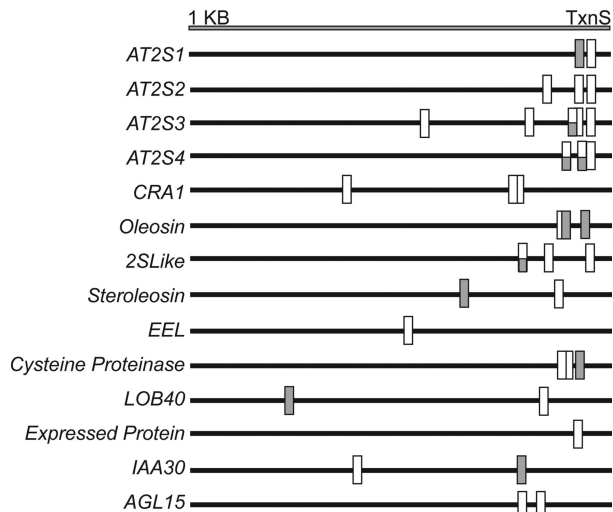 1 KB TxnS
AT2S1
AT2S2
AT2S3
AT2S4
CRA1
Oleosin
2SLike
Steroleosin
EEL
Cysteine Proteinase
LOB40
Expressed Protein
IAA30
AGL15